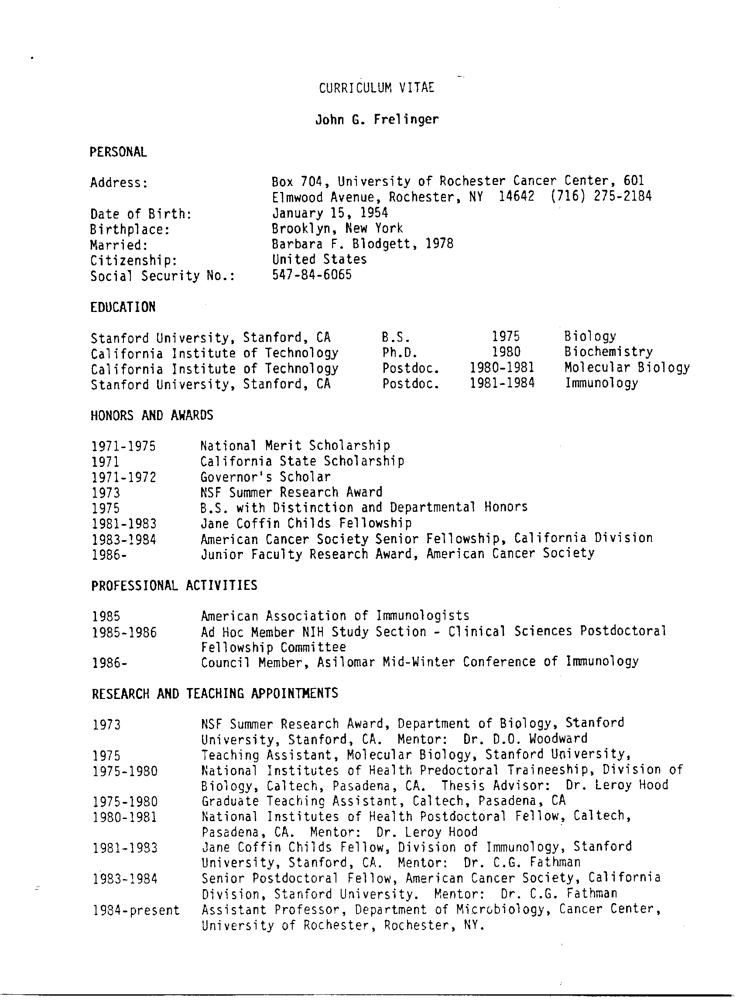 CURRICULUM VITAE
John G. Frelinger
PERSONAL
Address: Box 704, University of Rochester Cancer Center, 601
Elmwood Avenue, Rochester, NY 14642 (716) 275-2184
Date of Birth: January 15, 1954
Birthplace: Brooklyn, New York
Married: Barbara F. Blodgett, 1978
Citizenship: United States
Social Security No.: 547-84-6065
EDUCATION
Stanford University, Stanford, CA B.S. 1975 Biology
California Institute of Technology Ph.D. 1980 Biochemistry
California Institute of Technology Postdoc. 1980-1981 Molecular Biology
Stanford University, Stanford, CA Postdoc. 1981-1984 Immunology
HONORS AND AWARDS
1971-1975 National Merit Scholarship
1971 California State Scholarship
1971-1972 Governor's Scholar
1973 NSF Summer Research Award
1975 B.S. with Distinction and Departmental Honors
1981-1983 Jane Coffin Childs Fellowship
1983-1984 American Cancer Society Senior Fellowship, California Division
1986- Junior Faculty Research Award, American Cancer Society
PROFESSIONAL ACTIVITIES
1985 American Association of Immunologists
1985-1986 Ad Hoc Member NIH Study Section - Clinical Sciences Postdoctoral
Fellowship Committee
1986- Council Member, Asilomar Mid-Winter Conference of Immunology
RESEARCH AND TEACHING APPOINTMENTS
1973 NSF Summer Research Award, Department of Biology, Stanford
University, Stanford, CA. Mentor: Dr. D.O. Woodward
1975 Teaching Assistant, Molecular Biology, Stanford University,
1975-1980 National Institutes of Health Predoctoral Traineeship, Division of
Biology, Caltech, Pasadena, CA. Thesis Advisor: Dr. Leroy Hood
1975-1980 Graduate Teaching Assistant, Caltech, Pasadena, CA
1980-1981 National Institutes of Health Postdoctoral Fellow, Caltech,
Pasadena, CA. Mentor: Dr. Leroy Hood
1981-1983 Jane Coffin Childs Fellow, Division of Immunology, Stanford
University, Stanford, CA. Mentor: Dr. C.G. Fathman
1983-1984 Senior Postdoctoral Fellow, American Cancer Society, California
Division, Stanford University. Mentor: Dr. C.G. Fathman
1984-present Assistant Professor, Department of Microbiology, Cancer Center,
University of Rochester, Rochester, NY.